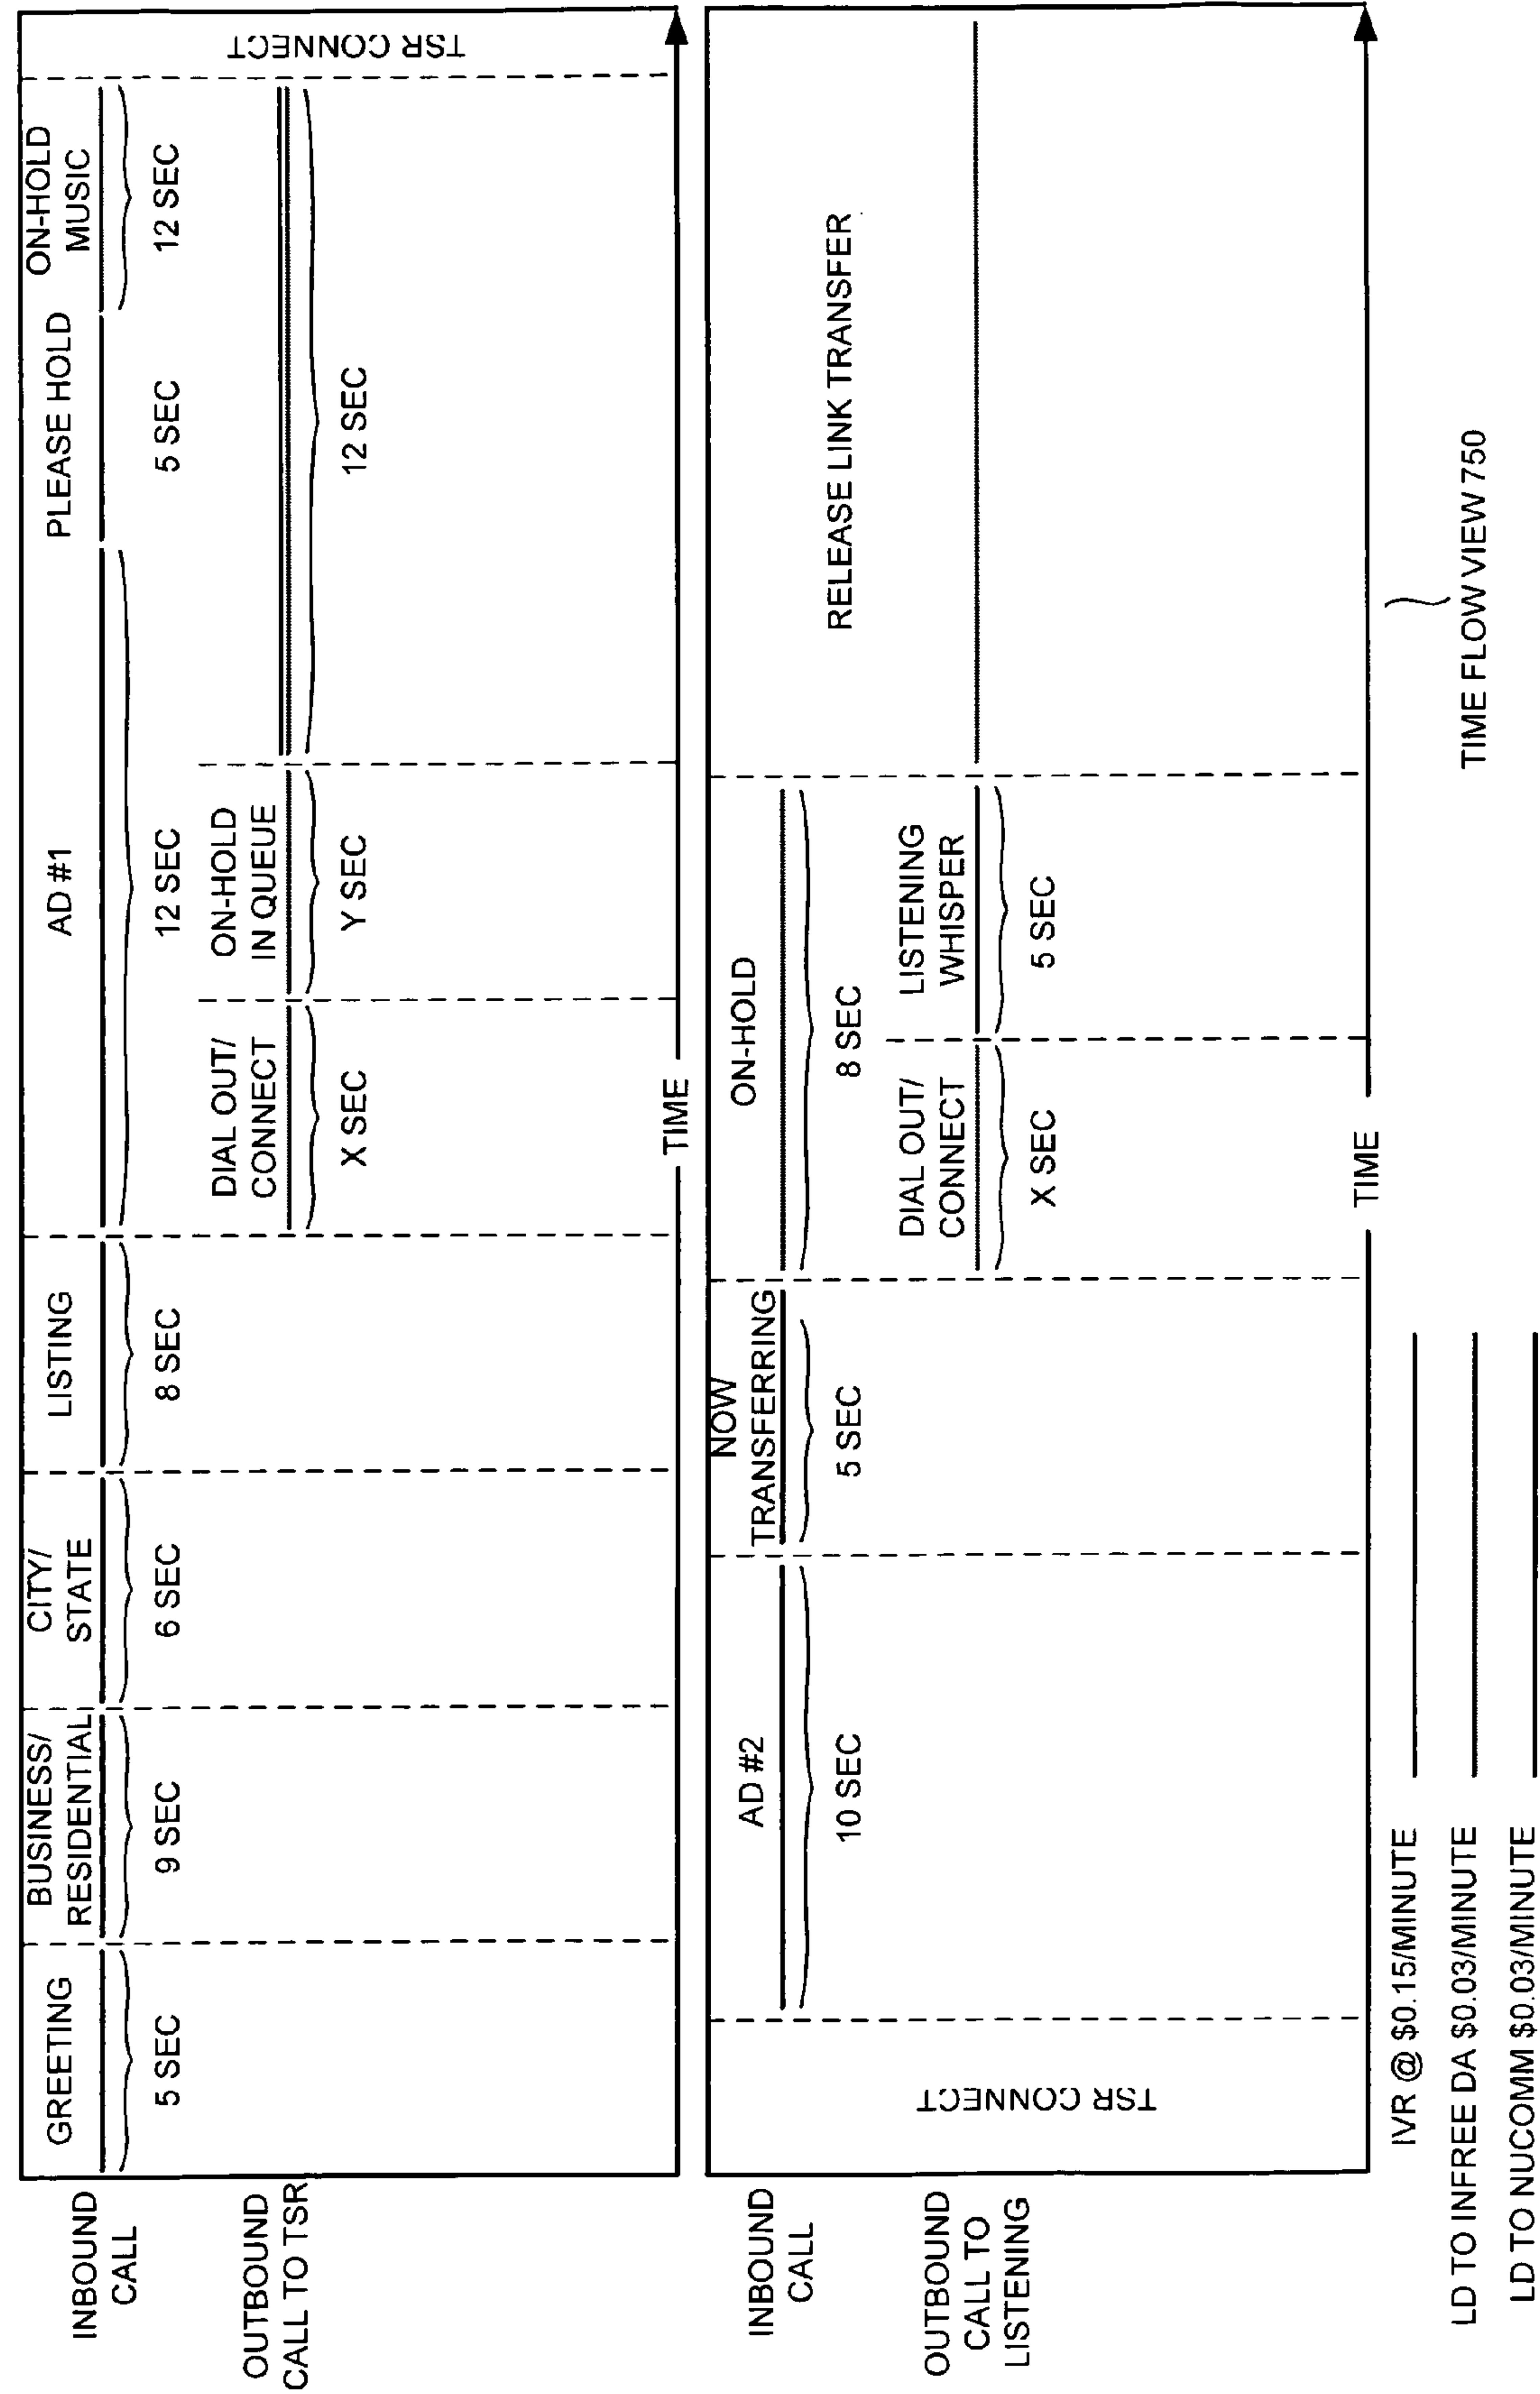 INBOUND
CALL
GREETING
5 SEC
BUSINESS/
RESIDENTIAL
9 SEC
CITY/
STATE
6 SEC
LISTING
8 SEC
AD #1
12 SEC
PLEASE HOLD
5 SEC
ON-HOLD
MUSIC
12 SEC
TSR CONNECT
OUTBOUND
CALL TO TSR
DIAL OUT/
CONNECT
X SEC
ON-HOLD
IN QUEUE
Y SEC
12 SEC
TIME
INBOUND
CALL
TSR CONNECT
AD #2
10 SEC
NOW
TRANSFERRING
5 SEC
ON-HOLD
8 SEC
RELEASE LINK TRANSFER
OUTBOUND
CALL TO
LISTENING
DIAL OUT/
CONNECT
X SEC
LISTENING
WHISPER
5 SEC
TIME
IVR @ $0.15/MINUTE
LD TO INFREE DA $0.03/MINUTE
LD TO NUCOMM $0.03/MINUTE
TIME FLOW VIEW 750